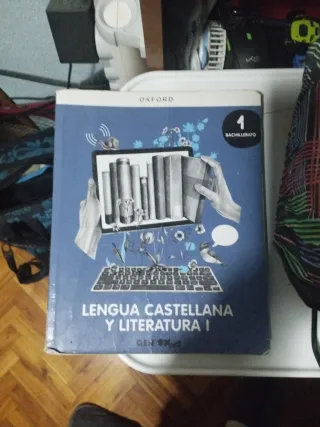 OXFORD
1
BACHILLERATO
LENGUA CASTELLANA
Y LITERATURA I